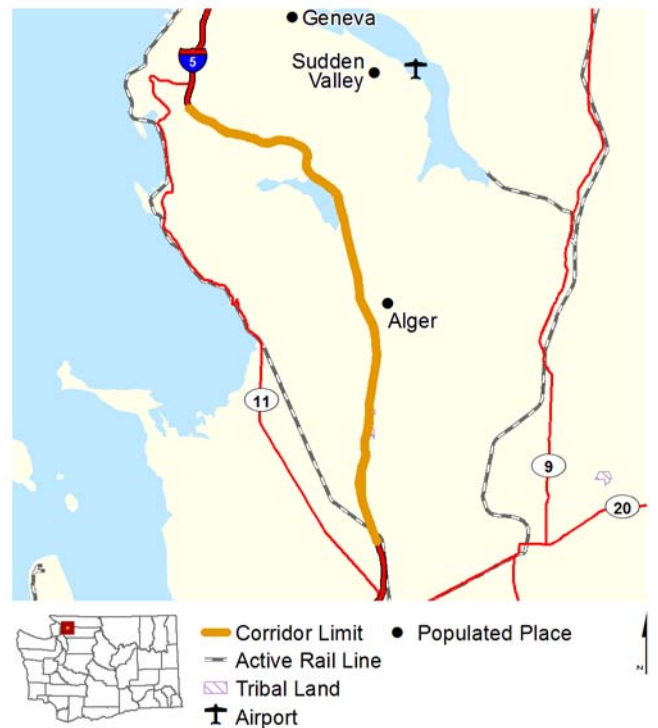 Geneva
5
Sudden
Valley
Alger
11
9
20
Corridor Limit
Populated Place
Active Rail Line
Tribal Land
Airport
N